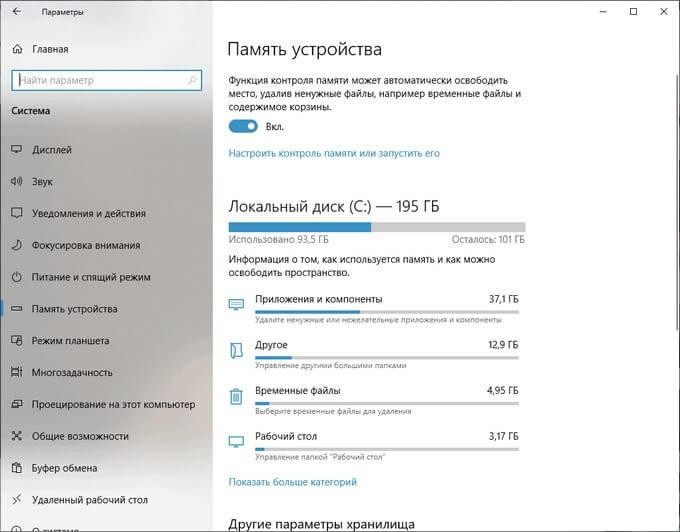 Параметры
Главная
Найти параметр
Система
Дисплей
Звук
Уведомления и действия
Фокусировка внимания
Питание и спящий режим
Память устройства
Режим планшета
Многозадачность
Проецирование на этот компьютер
Общие возможности
Буфер обмена
Удаленный рабочий стол
О системе
Память устройства
Функция контроля памяти может автоматически освободить
место, удалив ненужные файлы, например временные файлы и
содержимое корзины.
Вкл.
Настроить контроль памяти или запустить его
Локальный диск (C:) — 195 ГБ
Использовано 93,5 ГБ Осталось: 101 ГБ
Информация о том, как используется память и как можно
освободить пространство.
Приложения и компоненты 37,1 ГБ
Удалите ненужные или нежелательные приложения и компоненты
Другое 12,9 ГБ
Управление другими большими папками
Временные файлы 4,95 ГБ
Выберите временные файлы для удаления
Рабочий стол 3,17 ГБ
Управление папкой "Рабочий стол"
Показать больше категорий
Другие параметры хранилища